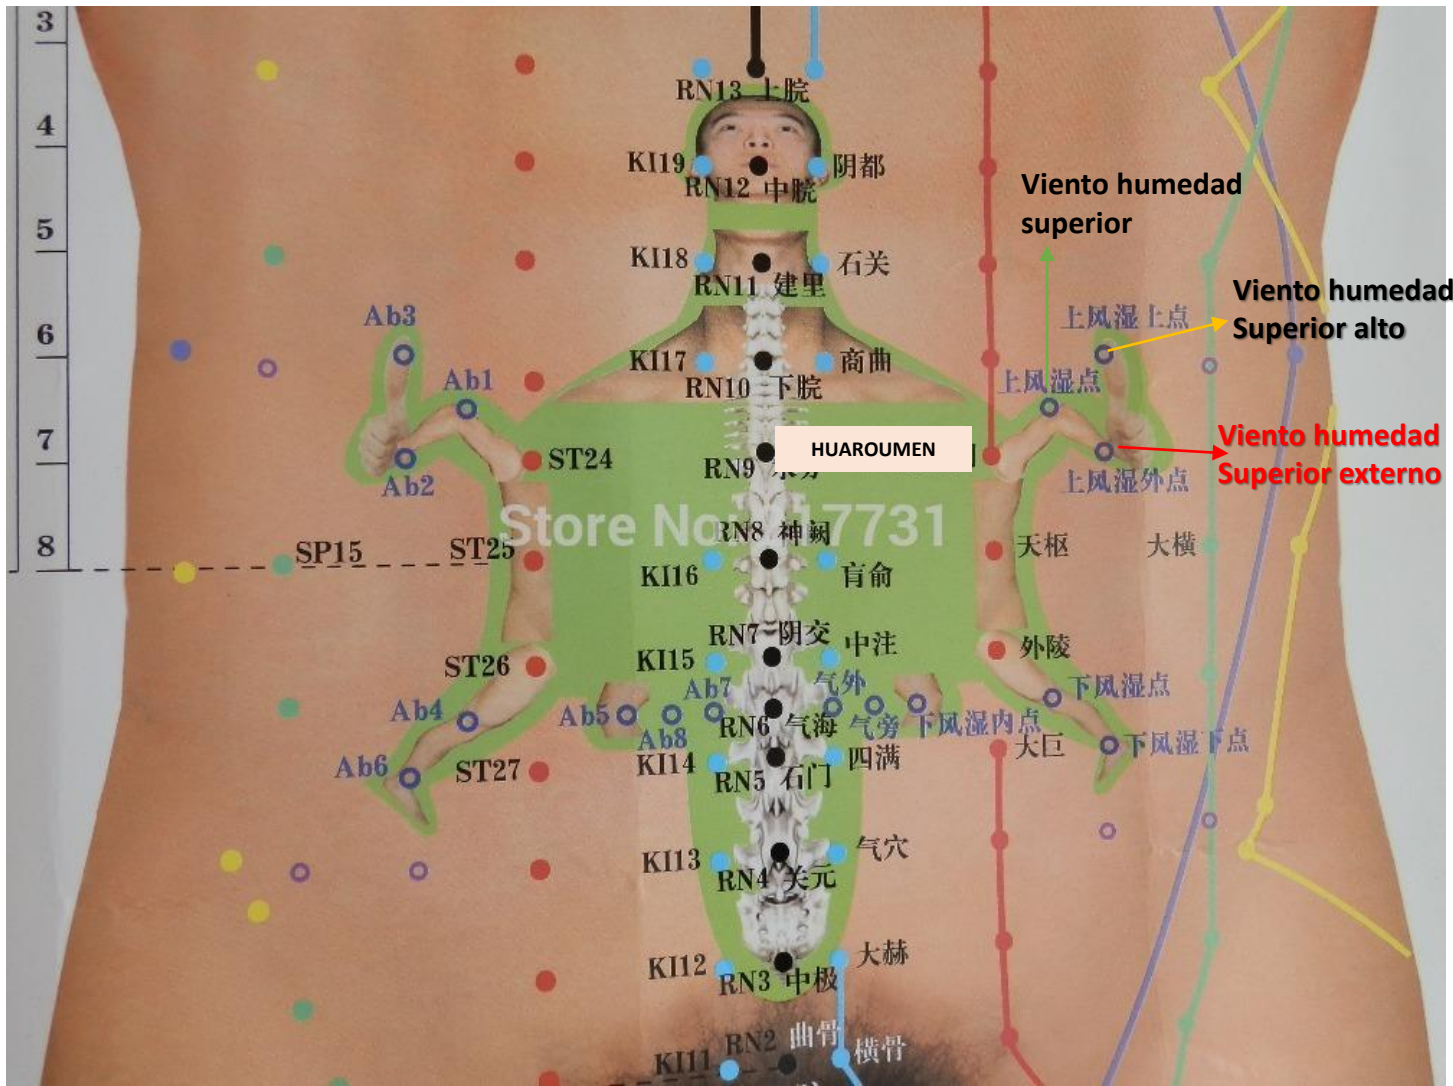 3
RN13 上脘
4
KI19
阴都
RN12 中脘
Viento humedad
superior
5
KI18
石关
RN11 建里
Viento humedad
Superior alto
Ab3
上风湿上点
6
KI17
商曲
Ab1
RN10 下脘
上风湿点
7
ST24
HUAROUMEN
Viento humedad
Superior externo
RN9
Ab2
上风湿外点
Store No 17731
8
SP15
ST25
RN8 神阙
天枢
大横
KI16
肓俞
RN7 阴交
ST26
KI15
中注
外陵
Ab7
气外
下风湿点
Ab4
Ab5
Ab8
RN6 气海
气旁
下风湿内点
Ab6
ST27
KI14
四满
大巨
下风湿下点
RN5 石门
KI13
气穴
RN4 关元
KI12
大赫
RN3 中极
RN2 曲骨
KI11
横骨